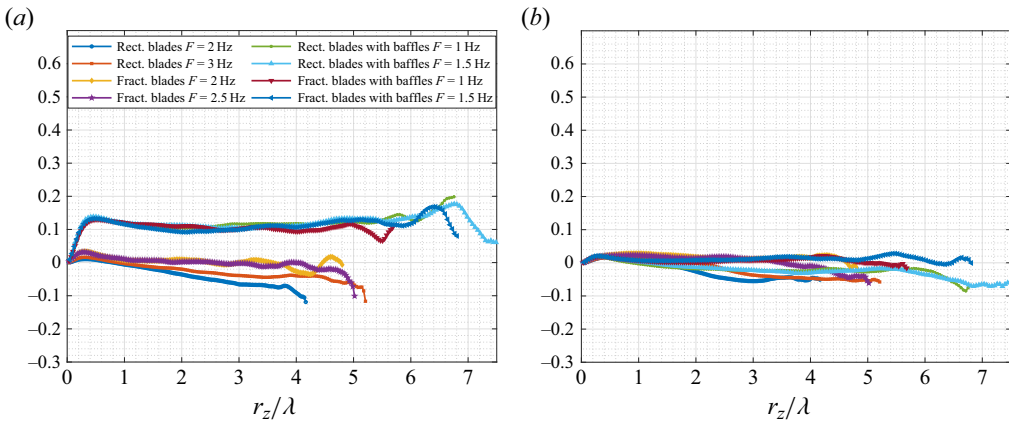 (a)
(b)
Rect. blades F = 2 Hz
Rect. blades F = 3 Hz
Fract. blades F = 2 Hz
Fract. blades F = 2.5 Hz
Rect. blades with baffles F = 1 Hz
Rect. blades with baffles F = 1.5 Hz
Fract. blades with baffles F = 1 Hz
Fract. blades with baffles F = 1.5 Hz
0.6
0.5
0.4
0.3
0.2
0.1
0
–0.1
–0.2
–0.3
0 1 2 3 4 5 6 7
r_z/λ
0.6
0.5
0.4
0.3
0.2
0.1
0
–0.1
–0.2
–0.3
0 1 2 3 4 5 6 7
r_z/λ